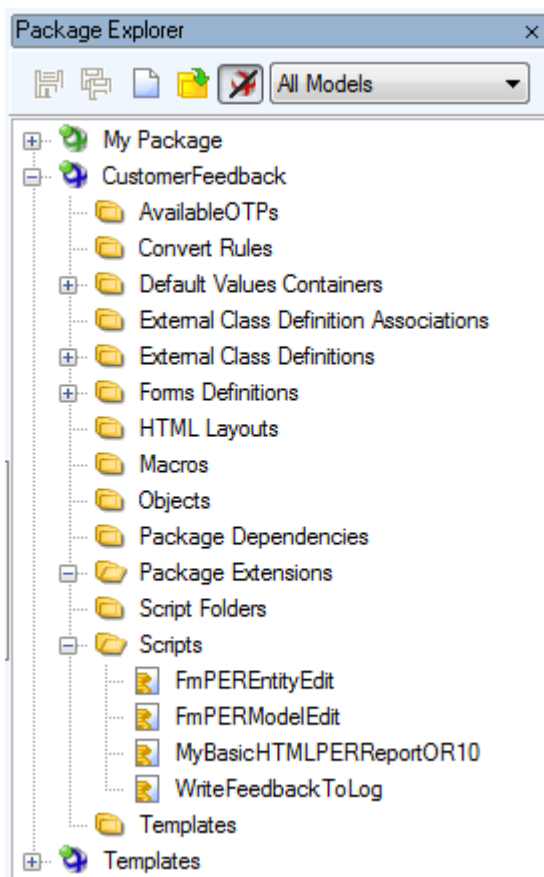 Package Explorer
All Models
My Package
CustomerFeedback
AvailableOTPs
Convert Rules
Default Values Containers
External Class Definition Associations
External Class Definitions
Forms Definitions
HTML Layouts
Macros
Objects
Package Dependencies
Package Extensions
Script Folders
Scripts
FmPEREntityEdit
FmPERModelEdit
MyBasicHTMLPERReportOR10
WriteFeedbackToLog
Templates
Templates